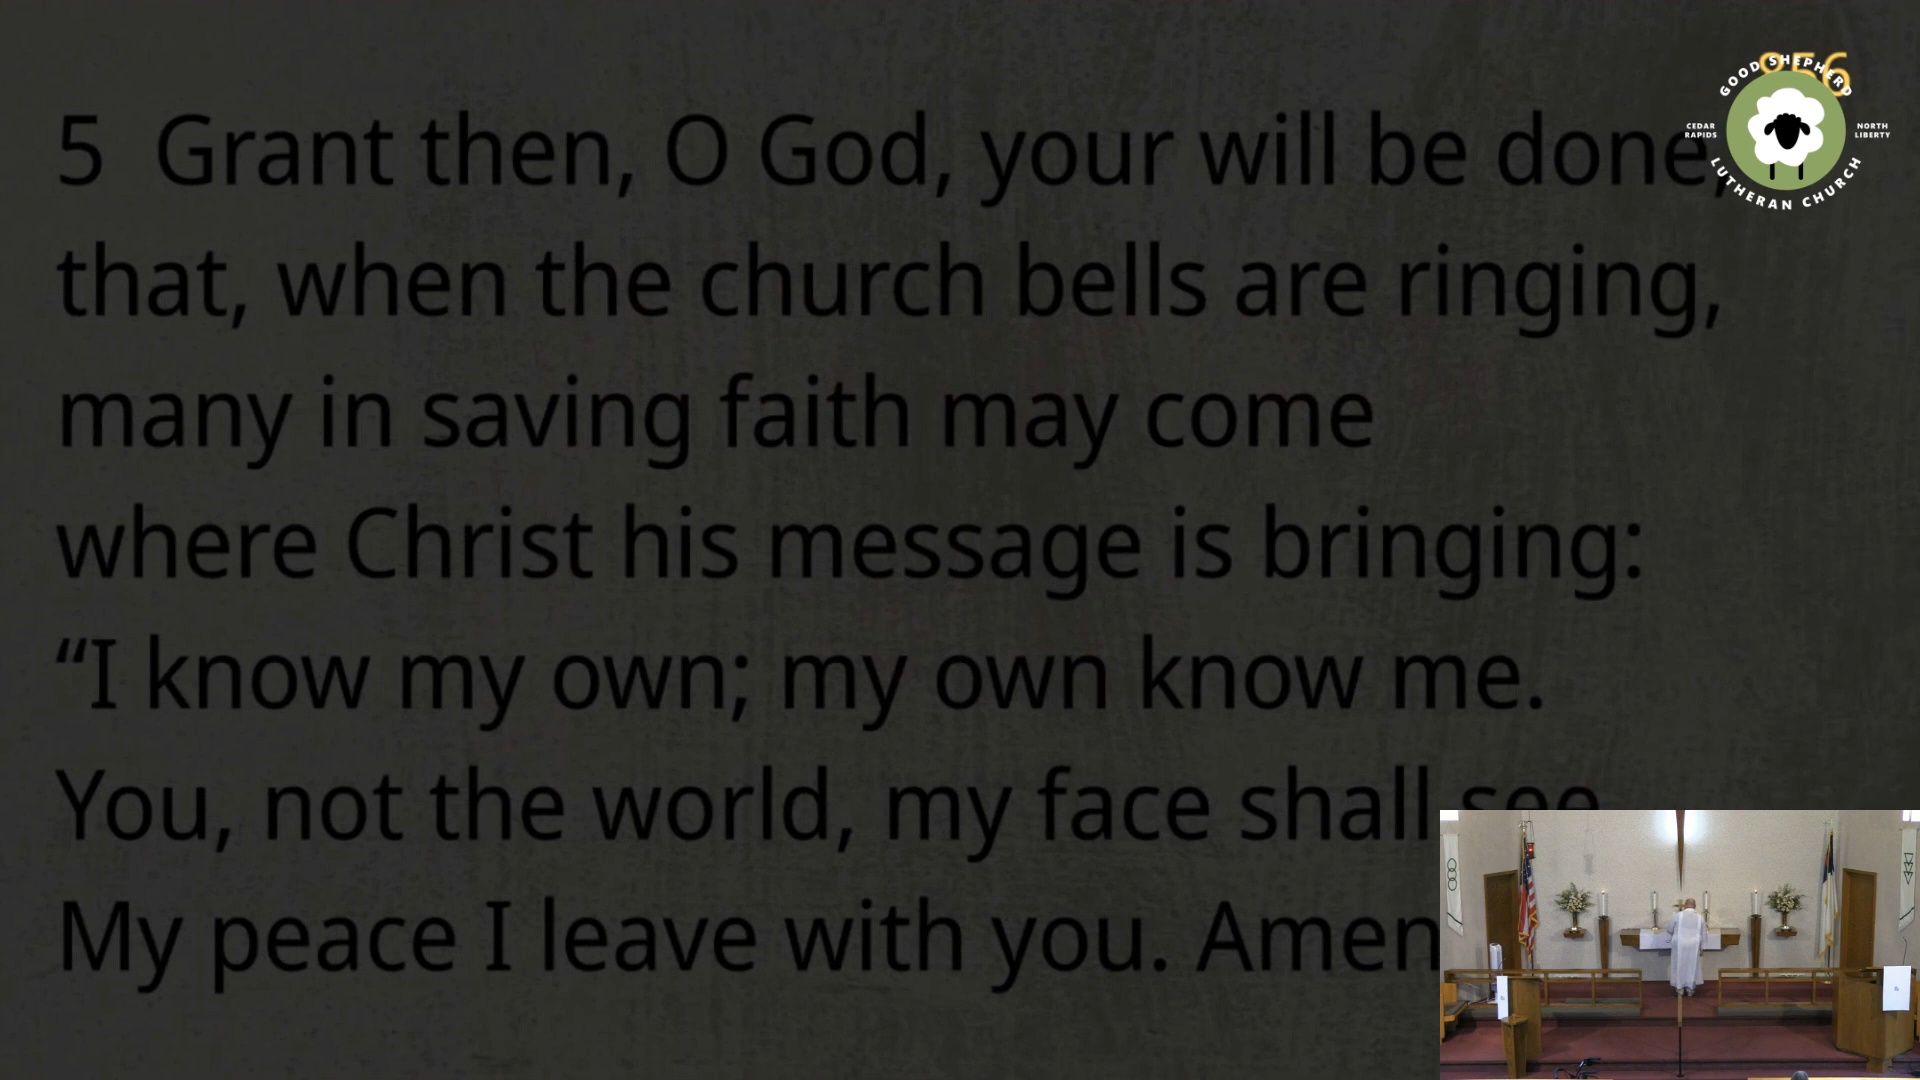 856
GOOD SHEPHERD
CEDAR RAPIDS
NORTH LIBERTY
LUTHERAN CHURCH
5 Grant then, O God, your will be done,
that, when the church bells are ringing,
many in saving faith may come
where Christ his message is bringing:
“I know my own; my own know me.
You, not the world, my face shall see.
My peace I leave with you. Amen